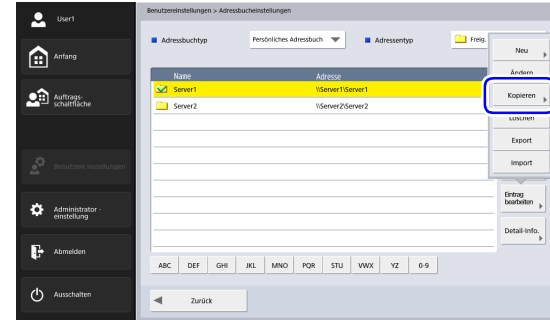 User1
Benutzereinstellungen > Adressbucheinstellungen
Adressbuchtyp
Persönliches Adressbuch
Adressentyp
Freig.
Anfang
Auftrags-
schaltfläche
Benutzereinstellungen
Administrator -
einstellung
Abmelden
Ausschalten
Name Adresse
Server1 \\Server1\Server1
Server2 \\Server2\Server2
Neu
Ändern
Kopieren
Löschen
Export
Import
Eintrag
bearbeiten
Detail-Info.
ABC DEF GHI JKL MNO PQR STU VWX YZ 0-9
Zurück